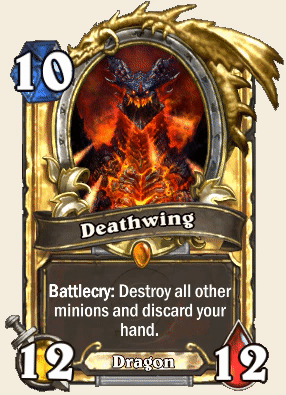 10
Deathwing
Battlecry: Destroy all other
minions and discard your
hand.
12
Dragon
12